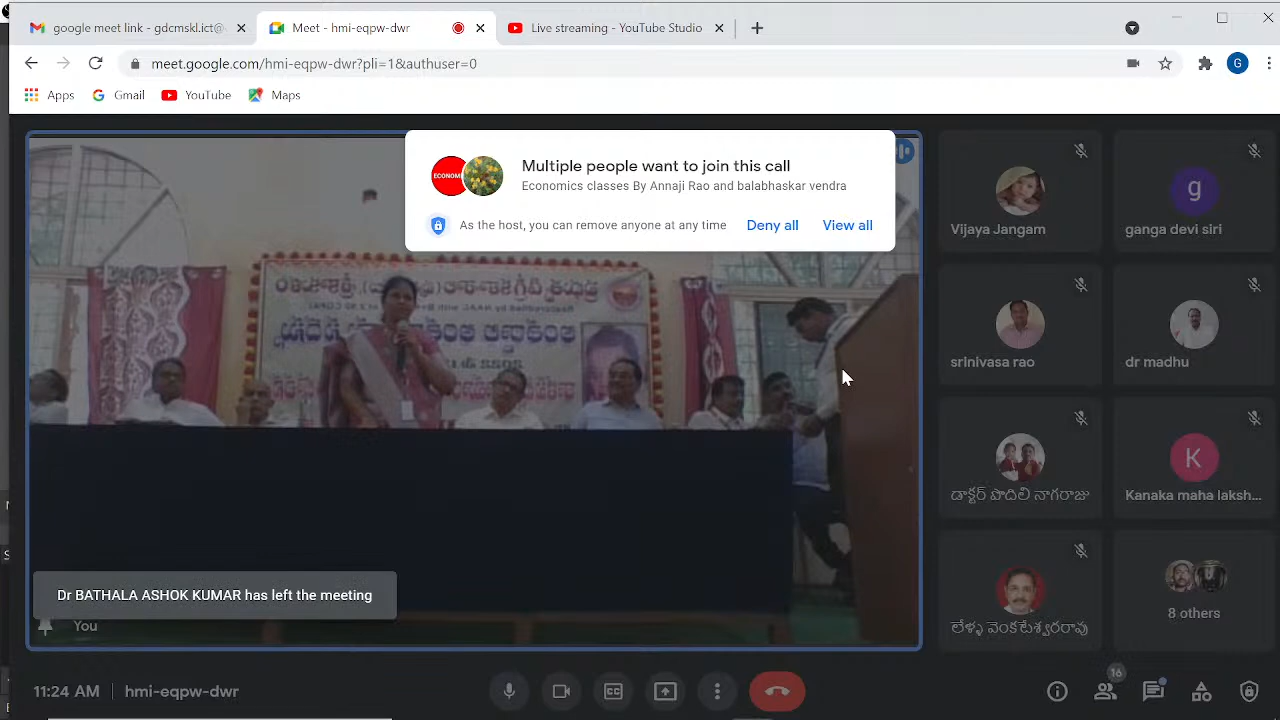 google meet link - gdcmskl.ict@
Meet - hmi-eqpw-dwr
Live streaming - YouTube Studio
meet.google.com/hmi-eqpw-dwr?pli=1&authuser=0
G
Apps
Gmail
YouTube
Maps
ECONOMI
Multiple people want to join this call
Economics classes By Annaji Rao and balabhaskar vendra
As the host, you can remove anyone at any time
Deny all
View all
Vijaya Jangam
g
ganga devi siri
srinivasa rao
dr madhu
డాక్టర్ పొదిలి నాగరాజు
K
Kanaka maha laksh...
లేళ్ళ వెంకటేశ్వరరావు
8 others
Dr BATHALA ASHOK KUMAR has left the meeting
You
11:24 AM
hmi-eqpw-dwr
CC
16